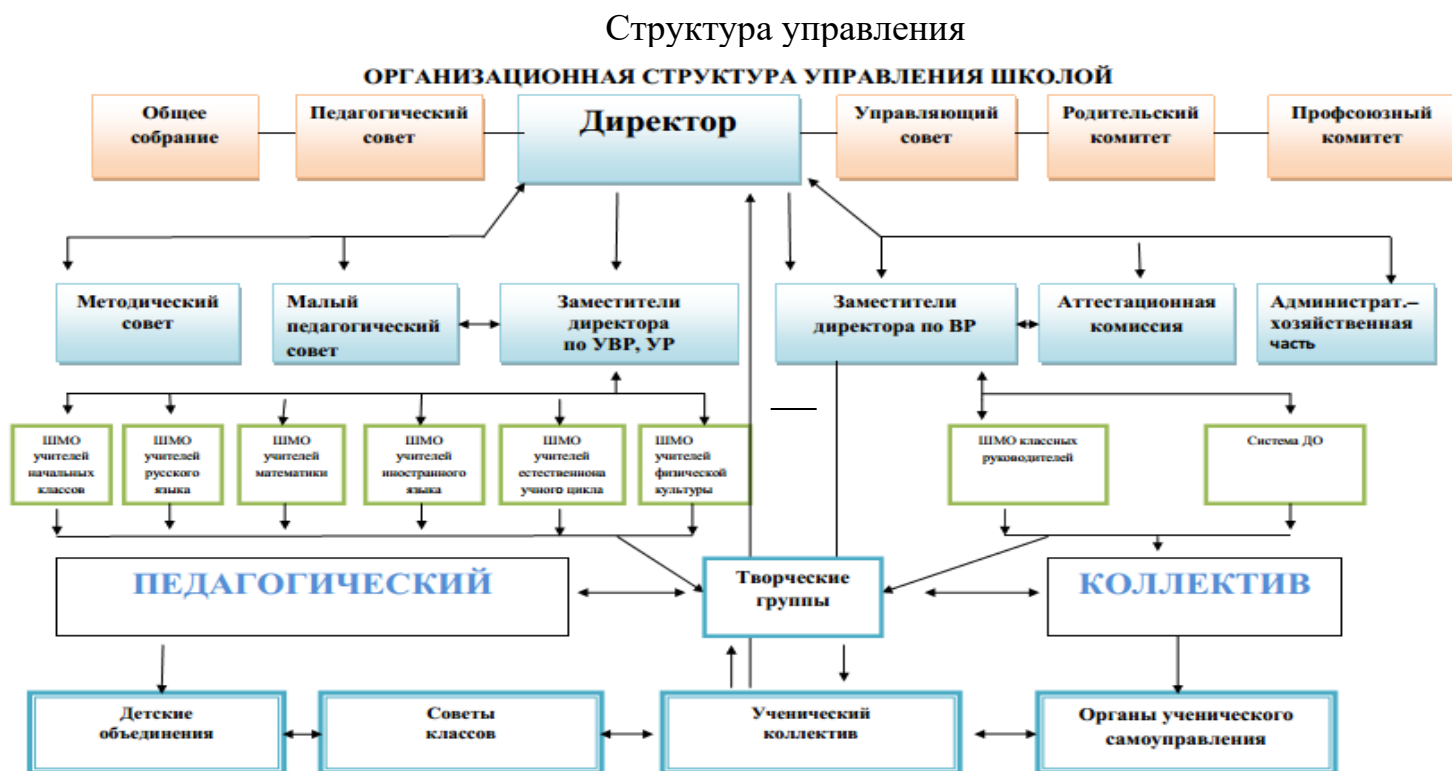 Структура управления
ОРГАНИЗАЦИОННАЯ СТРУКТУРА УПРАВЛЕНИЯ ШКОЛОЙ
Общее
собрание
Педагогический
совет
Директор
Управляющий
совет
Родительский
комитет
Профсоюзный
комитет
Методический
совет
Малый
педагогический
совет
Заместители
директора
по УВР, УР
Заместители
директора по ВР
Аттестационная
комиссия
Администрат.–
хозяйственная
часть
ШМО
учителей
начальных
классов
ШМО
учителей
русского
языка
ШМО
учителей
математики
ШМО
учителей
иностранного
языка
ШМО
учителей
естественнона
учного цикла
ШМО
учителей
физической
культуры
ШМО классных
руководителей
Система ДО
ПЕДАГОГИЧЕСКИЙ
Творческие
группы
КОЛЛЕКТИВ
Детские
объединения
Советы
классов
Ученический
коллектив
Органы ученического
самоуправления